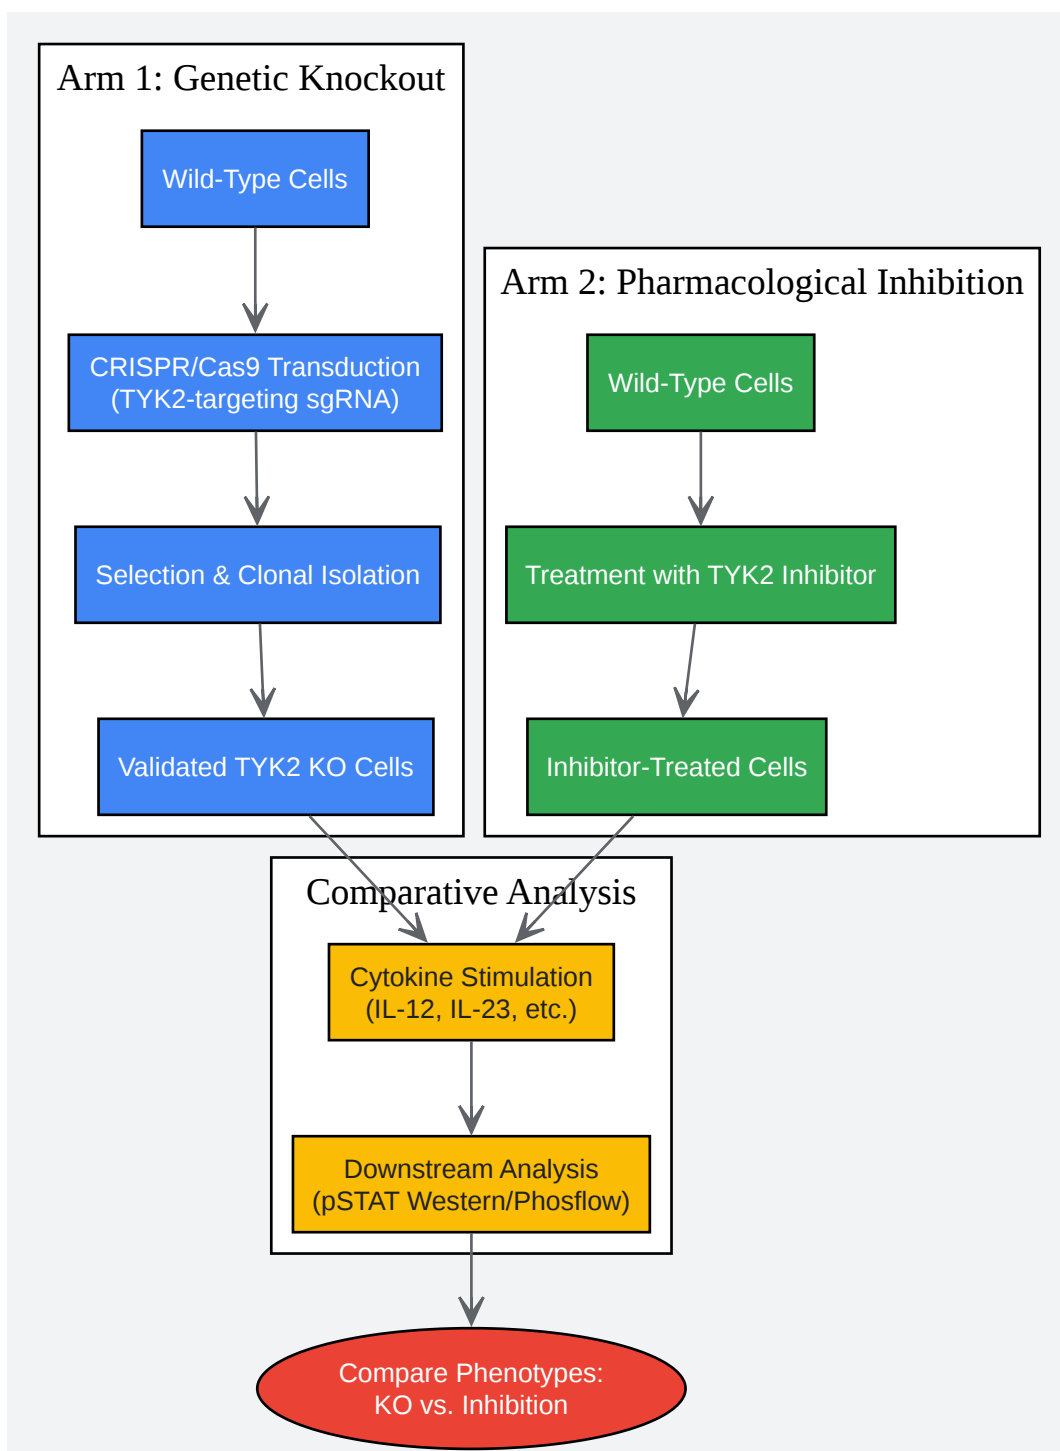 Arm 1: Genetic Knockout
Wild-Type Cells
CRISPR/Cas9 Transduction
(TYK2-targeting sgRNA)
Selection & Clonal Isolation
Validated TYK2 KO Cells
Arm 2: Pharmacological Inhibition
Wild-Type Cells
Treatment with TYK2 Inhibitor
Inhibitor-Treated Cells
Comparative Analysis
Cytokine Stimulation
(IL-12, IL-23, etc.)
Downstream Analysis
(pSTAT Western/Phosflow)
Compare Phenotypes:
KO vs. Inhibition